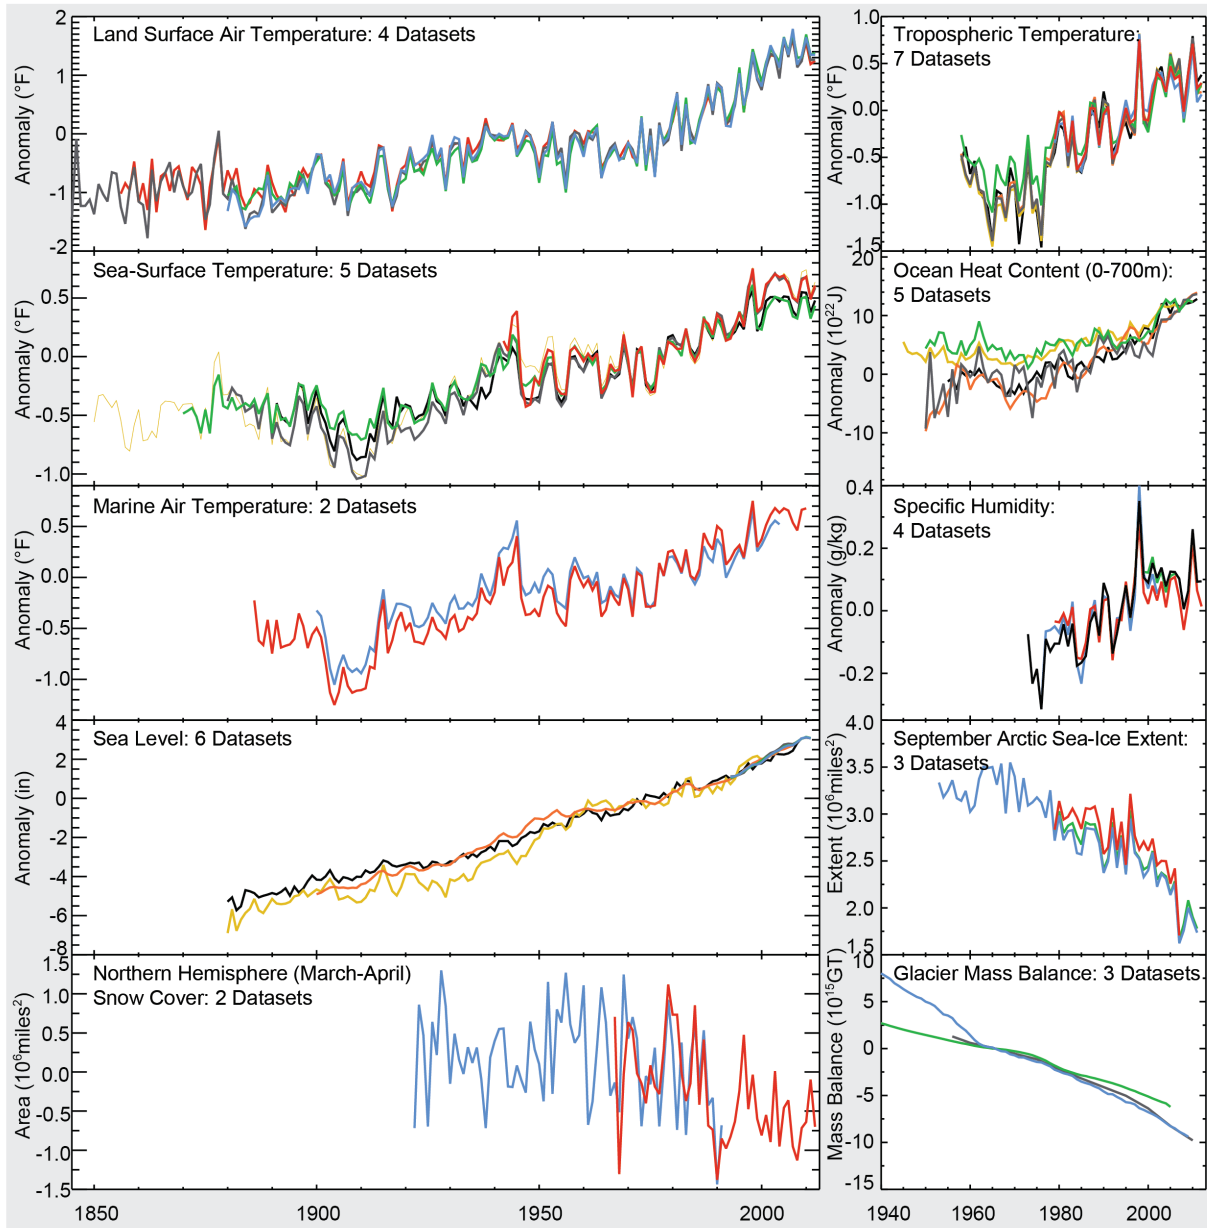 Land Surface Air Temperature: 4 Datasets
Anomaly (°F)
2
1
0
-1
-2
Tropospheric Temperature:
7 Datasets
Anomaly (°F)
1.0
0.5
0.0
-0.5
-1.0
-1.5
Sea-Surface Temperature: 5 Datasets
Anomaly (°F)
0.5
0.0
-0.5
-1.0
Ocean Heat Content (0-700m):
5 Datasets
Anomaly (10²²J)
20
10
0
-10
Marine Air Temperature: 2 Datasets
Anomaly (°F)
0.5
0.0
-0.5
-1.0
Specific Humidity:
4 Datasets
Anomaly (g/kg)
0.4
0.2
0.0
-0.2
Sea Level: 6 Datasets
Anomaly (in)
4
2
0
-2
-4
-6
-8
September Arctic Sea-Ice Extent:
3 Datasets
Extent (10⁶miles²)
4.0
3.5
3.0
2.5
2.0
1.5
Northern Hemisphere (March-April)
Snow Cover: 2 Datasets
Area (10⁶miles²)
1.5
1.0
0.5
0.0
-0.5
-1.0
-1.5
1850 1900 1950 2000
Glacier Mass Balance: 3 Datasets
Mass Balance (10¹⁵GT)
10
5
0
-5
-10
-15
1940 1960 1980 2000